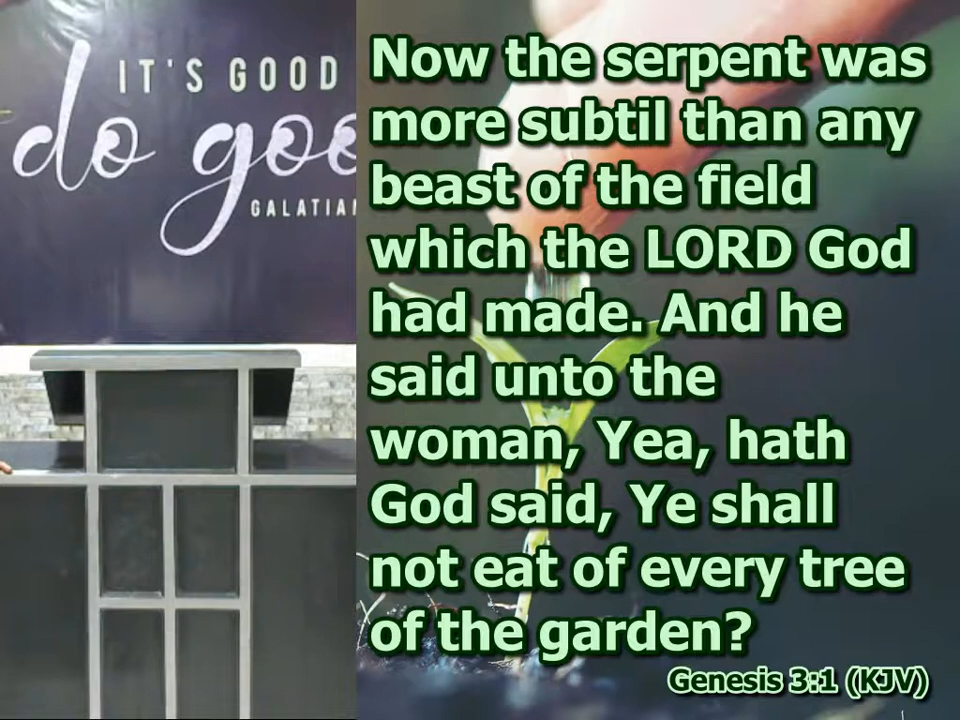 IT'S GOOD
do goo
GALATIAN
Now the serpent was
more subtil than any
beast of the field
which the LORD God
had made. And he
said unto the
woman, Yea, hath
God said, Ye shall
not eat of every tree
of the garden?
Genesis 3:1 (KJV)